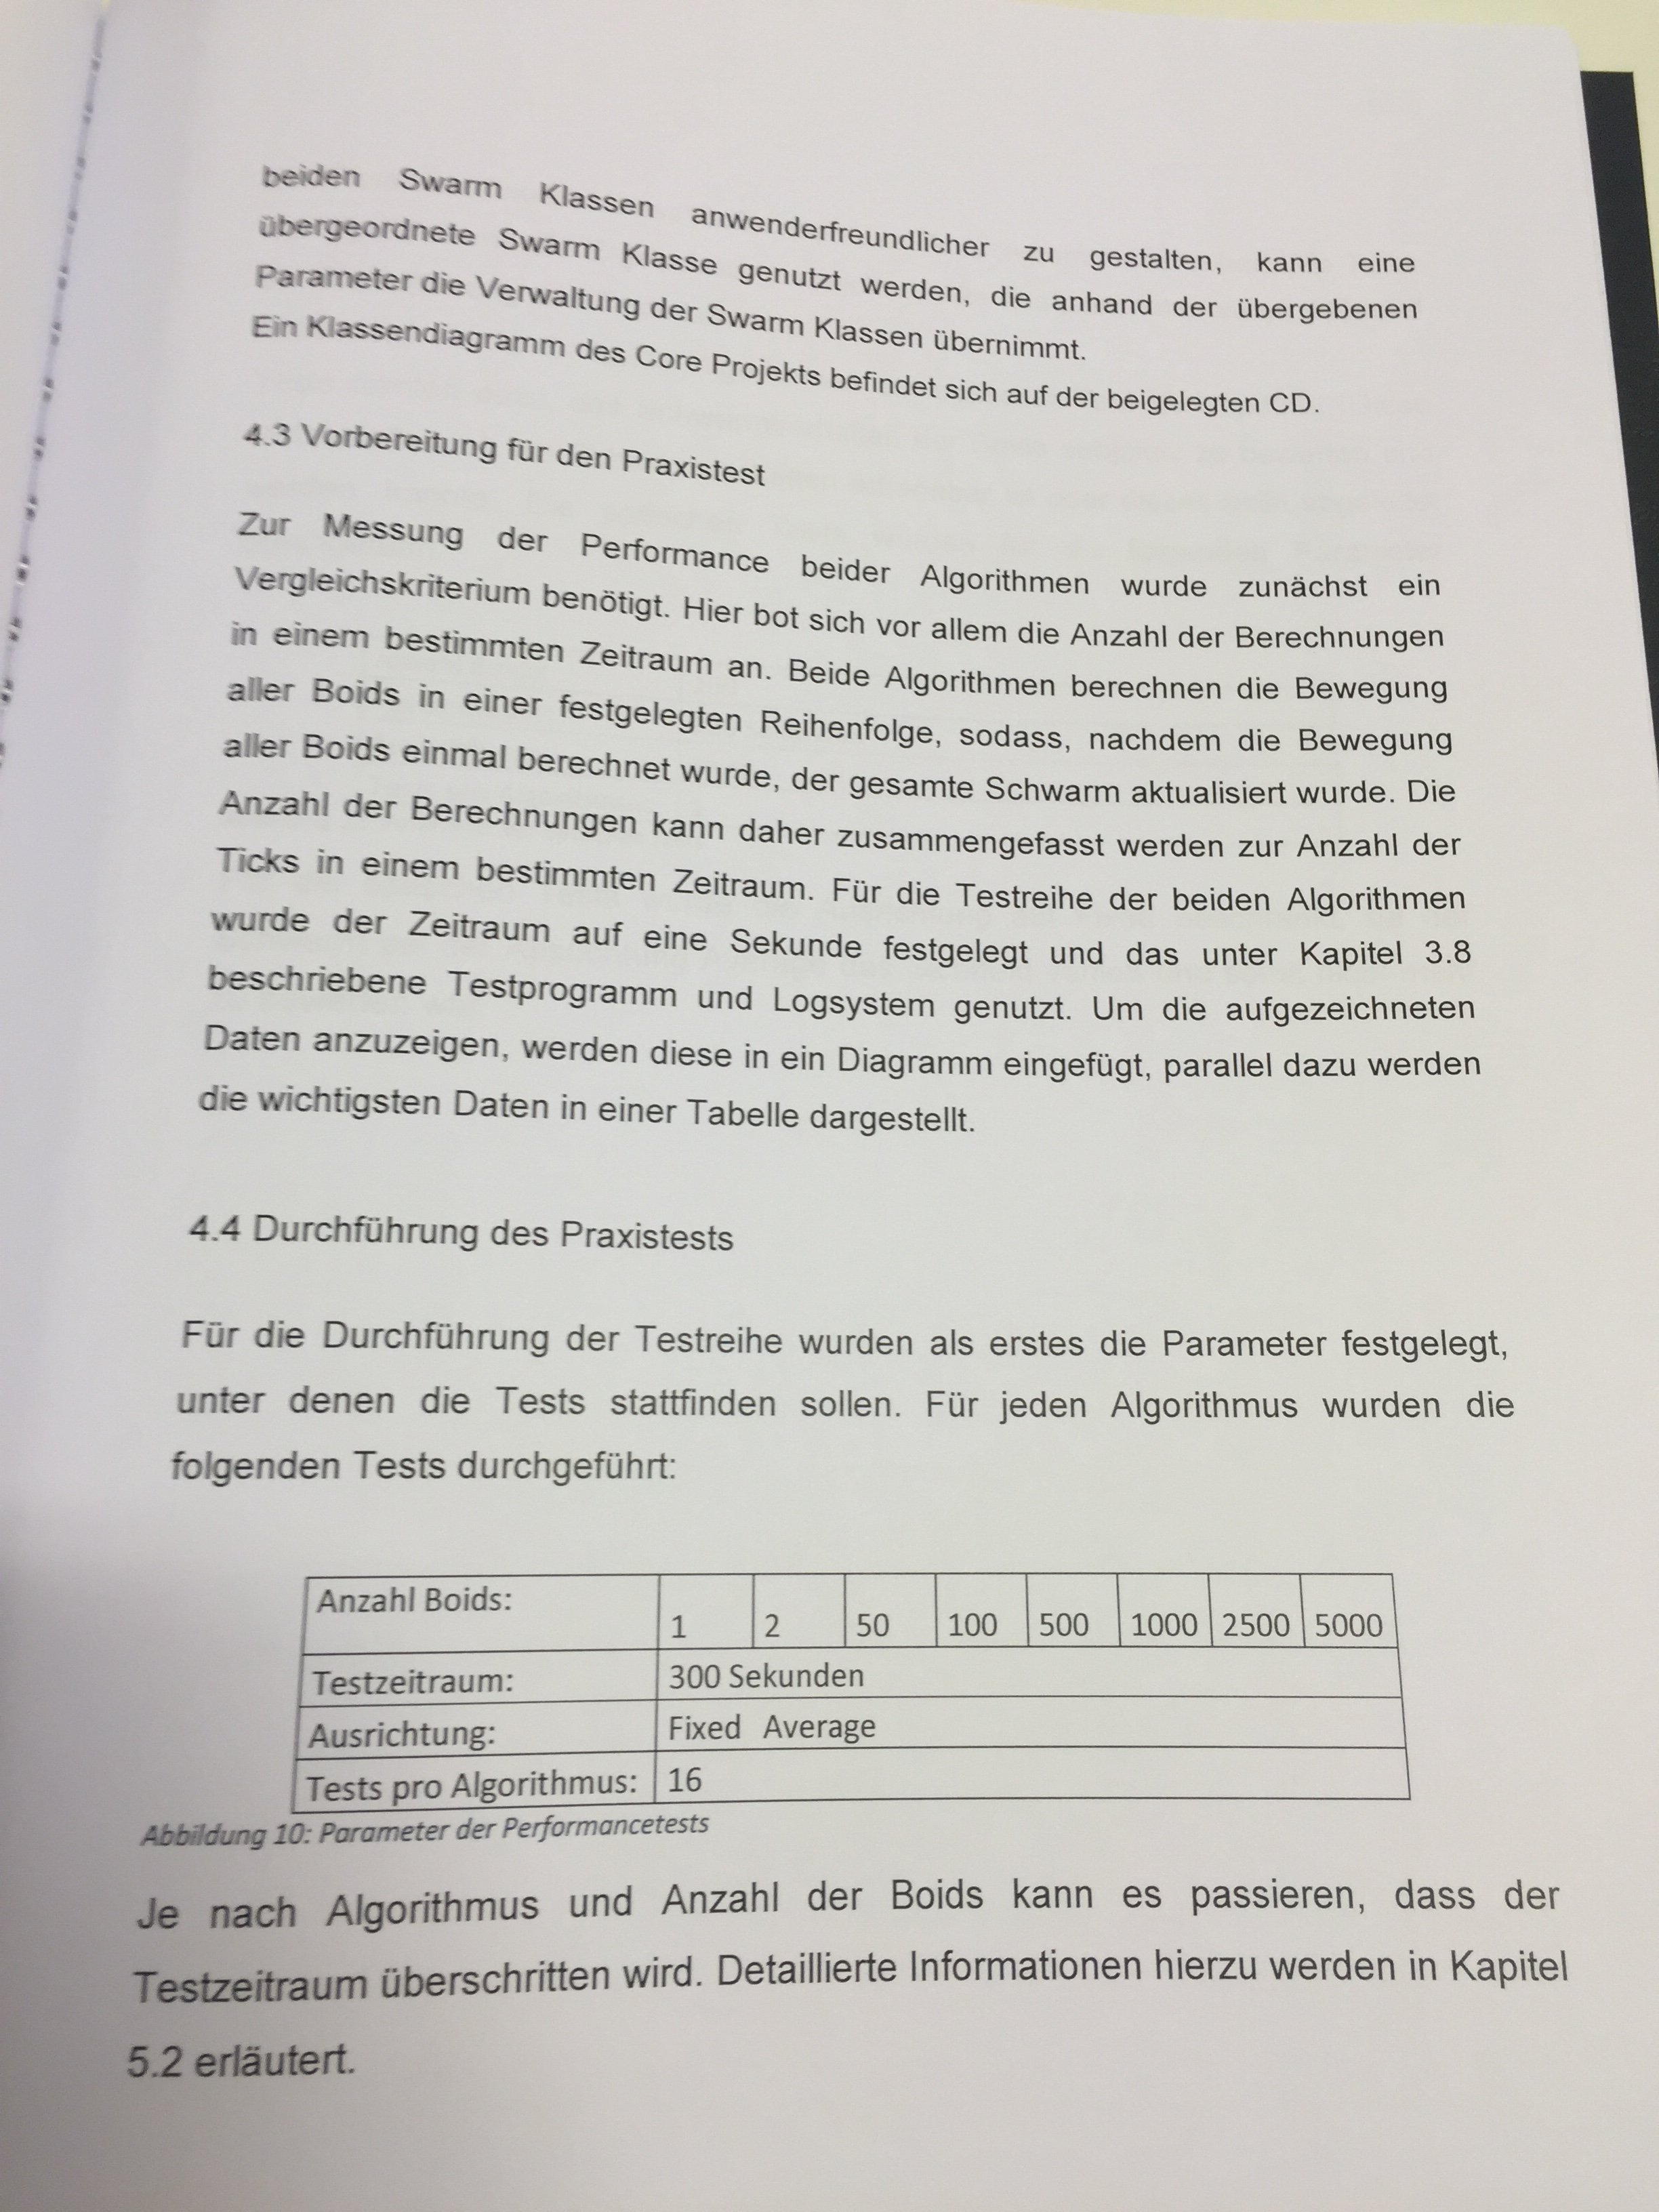 beiden Swarm Klassen anwenderfreundlicher zu gestalten, kann eine
übergeordnete Swarm Klasse genutzt werden, die anhand der übergebenen
Parameter die Verwaltung der Swarm Klassen übernimmt.
Ein Klassendiagramm des Core Projekts befindet sich auf der beigelegten CD.
4.3 Vorbereitung für den Praxistest
Zur Messung der Performance beider Algorithmen wurde zunächst ein
Vergleichskriterium benötigt. Hier bot sich vor allem die Anzahl der Berechnungen
in einem bestimmten Zeitraum an. Beide Algorithmen berechnen die Bewegung
aller Boids in einer festgelegten Reihenfolge, sodass, nachdem die Bewegung
aller Boids einmal berechnet wurde, der gesamte Schwarm aktualisiert wurde. Die
Anzahl der Berechnungen kann daher zusammengefasst werden zur Anzahl der
Ticks in einem bestimmten Zeitraum. Für die Testreihe der beiden Algorithmen
wurde der Zeitraum auf eine Sekunde festgelegt und das unter Kapitel 3.8
beschriebene Testprogramm und Logsystem genutzt. Um die aufgezeichneten
Daten anzuzeigen, werden diese in ein Diagramm eingefügt, parallel dazu werden
die wichtigsten Daten in einer Tabelle dargestellt.
4.4 Durchführung des Praxistests
Für die Durchführung der Testreihe wurden als erstes die Parameter festgelegt,
unter denen die Tests stattfinden sollen. Für jeden Algorithmus wurden die
folgenden Tests durchgeführt:
Anzahl Boids: 1 2 50 100 500 1000 2500 5000
Testzeitraum: 300 Sekunden
Ausrichtung: Fixed Average
Tests pro Algorithmus: 16
Abbildung 10: Parameter der Performancetests
Je nach Algorithmus und Anzahl der Boids kann es passieren, dass der
Testzeitraum überschritten wird. Detaillierte Informationen hierzu werden in Kapitel
5.2 erläutert.